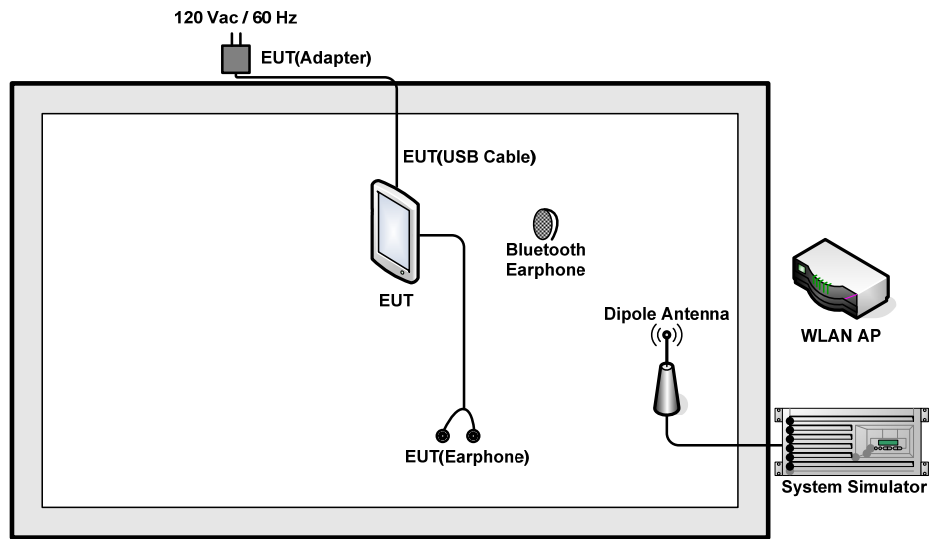 120 Vac / 60 Hz
EUT(Adapter)
EUT(USB Cable)
Bluetooth
Earphone
EUT
Dipole Antenna
WLAN AP
EUT(Earphone)
System Simulator